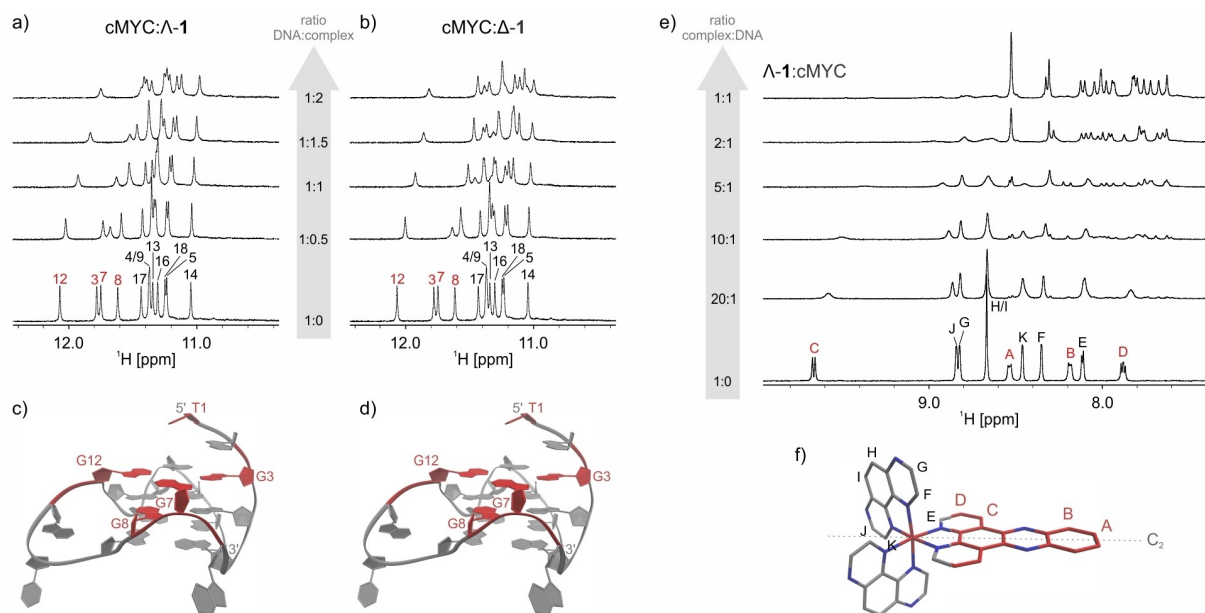 a)
cMYC:Λ-1
ratio
DNA:complex
b)
cMYC:Δ-1
1:2
1:1.5
1:1
1:0.5
1:0
12
3
7
8
17
4/9
13
16
18
5
14
12
3
7
8
17
4/9
13
16
18
5
14
12.0
11.0
¹H [ppm]
12.0
11.0
¹H [ppm]
c)
5'
T1
G12
G3
G7
G8
3'
d)
5'
T1
G12
G3
G7
G8
3'
e)
ratio
complex:DNA
Λ-1:cMYC
1:1
2:1
5:1
10:1
20:1
1:0
C
J
G
H/I
A
K
F
B
E
D
9.0
8.0
¹H [ppm]
f)
H
I
G
F
E
D
C
B
A
J
K
C₂